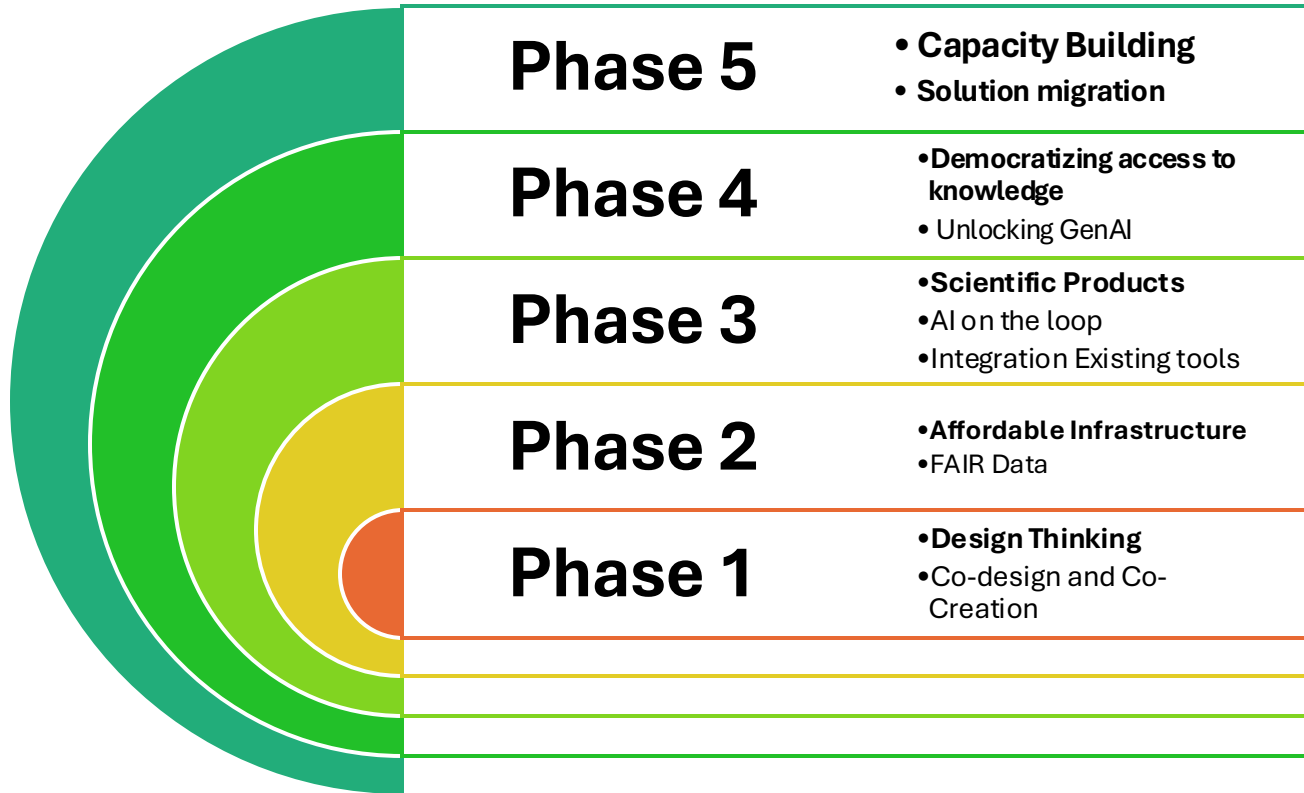 Phase 5
• Capacity Building
• Solution migration
Phase 4
•Democratizing access to
knowledge
• Unlocking GenAI
Phase 3
•Scientific Products
•AI on the loop
•Integration Existing tools
Phase 2
•Affordable Infrastructure
•FAIR Data
Phase 1
•Design Thinking
•Co-design and Co-
Creation